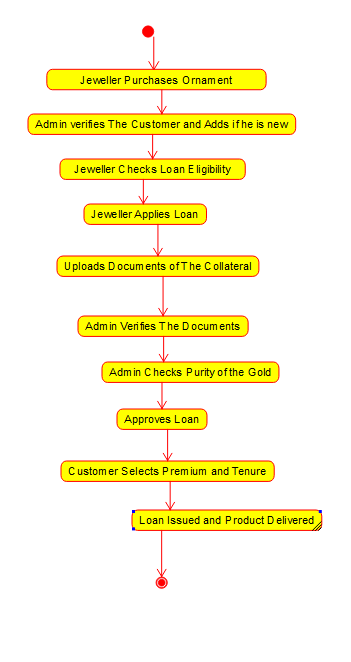 Jeweller Purchases Ornament
Admin verifies The Customer and Adds if he is new
Jeweller Checks Loan Eligibility
Jeweller Applies Loan
Uploads Documents of The Collateral
Admin Verifies The Documents
Admin Checks Purity of the Gold
Approves Loan
Customer Selects Premium and Tenure
Loan Issued and Product Delivered